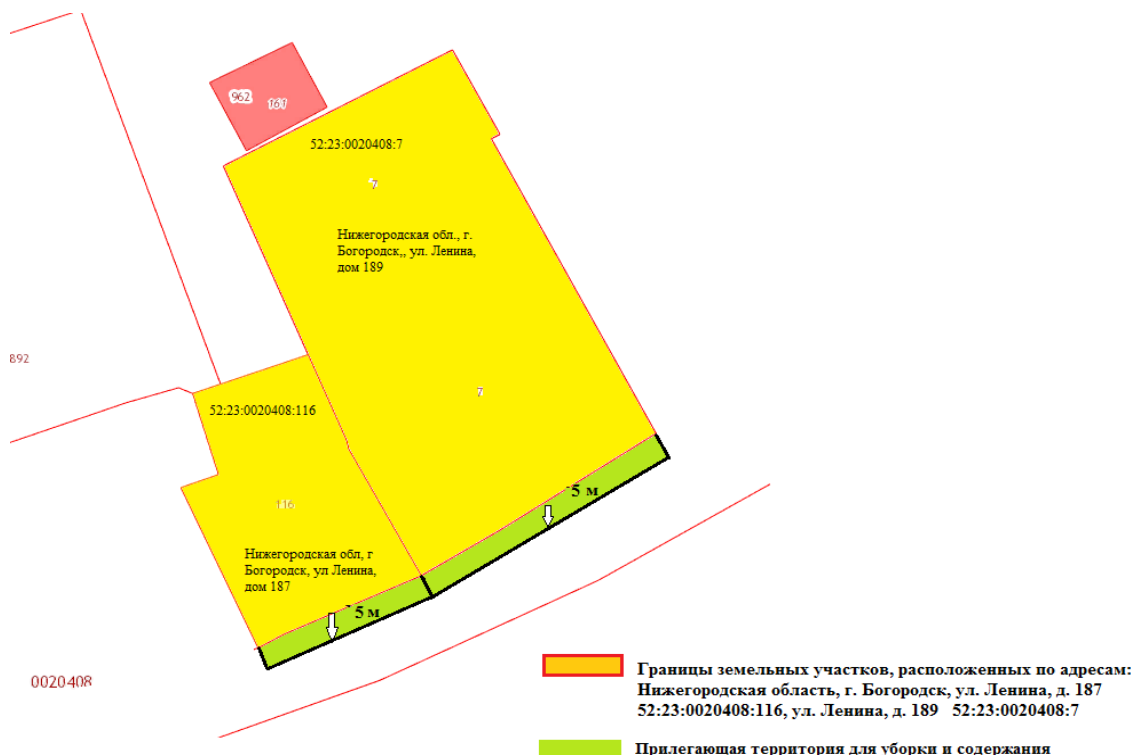 962
161
52:23:0020408:7
7
Нижегородская обл., г.
Богородск,, ул. Ленина,
дом 189
892
7
52:23:0020408:116
5 м
116
Нижегородская обл, г
Богородск, ул Ленина,
дом 187
5 м
0020408
Границы земельных участков, расположенных по адресам:
Нижегородская область, г. Богородск, ул. Ленина, д. 187
52:23:0020408:116, ул. Ленина, д. 189 52:23:0020408:7
Прилегающая территория для уборки и содержания